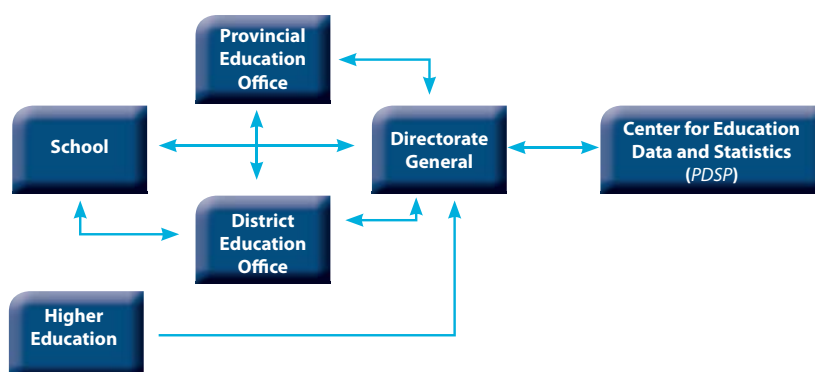 Provincial
Education
Office
School
Directorate
General
Center for Education
Data and Statistics
(PDSP)
District
Education
Office
Higher
Education